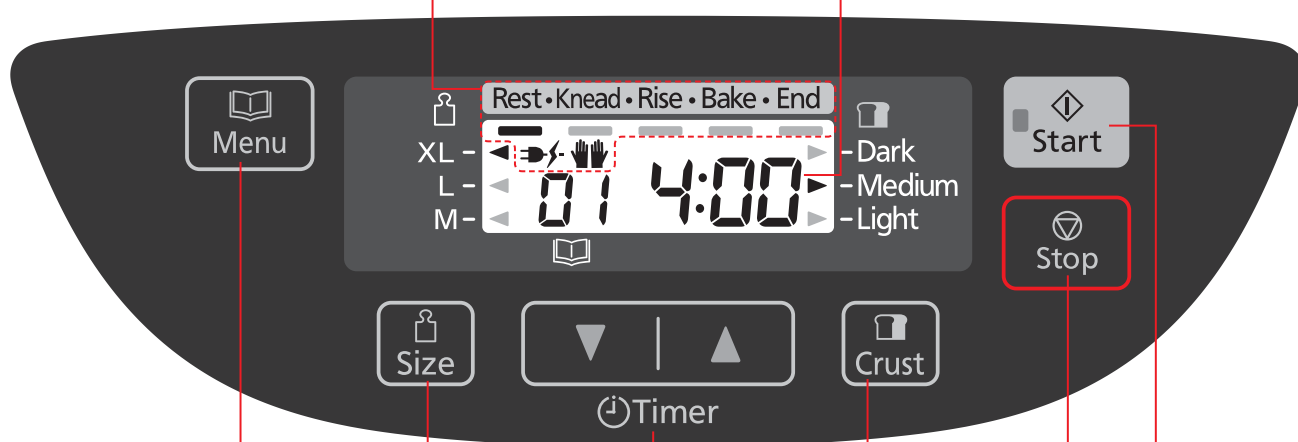 Rest • Knead • Rise • Bake • End
Menu
XL
L
M
01 4:00
Dark
Medium
Light
Start
Stop
Size
Crust
Timer